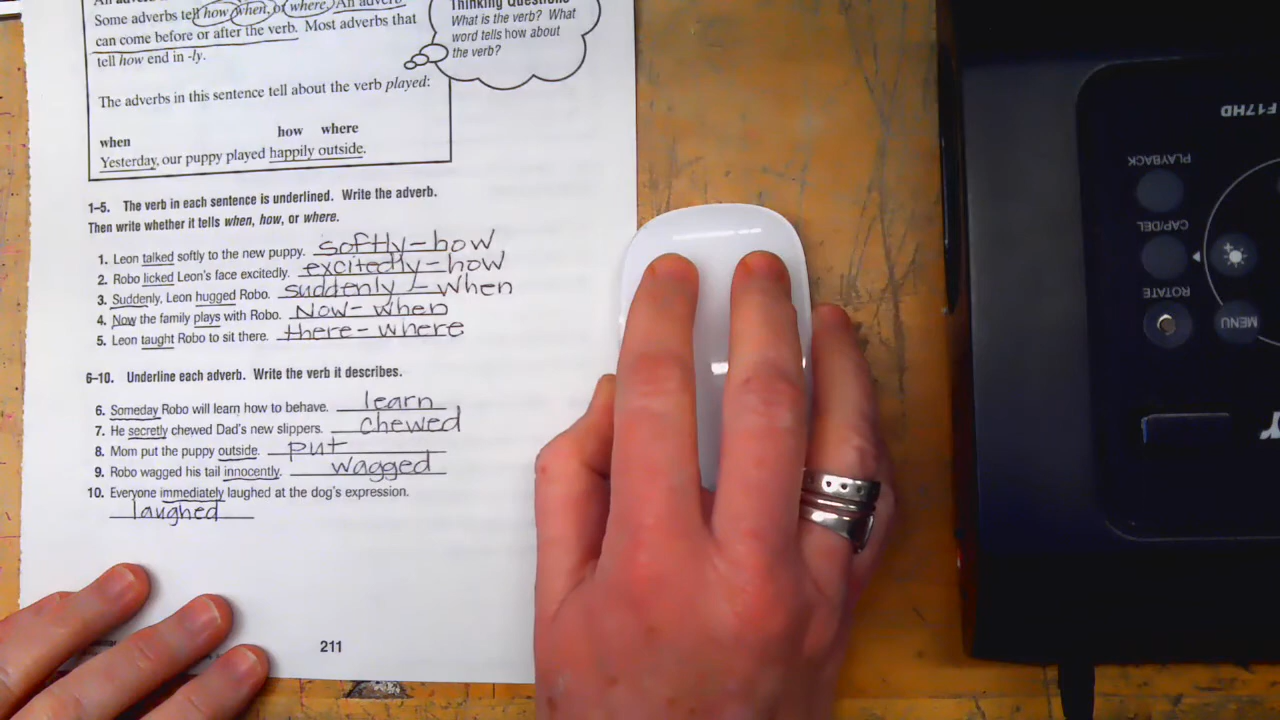 Some adverbs tell how, when, or where. An adverb
can come before or after the verb. Most adverbs that
tell how end in -ly.
Thinking Questions
What is the verb? What
word tells how about
the verb?
The adverbs in this sentence tell about the verb played:
when how where
Yesterday, our puppy played happily outside.
1–5. The verb in each sentence is underlined. Write the adverb.
Then write whether it tells when, how, or where.
1. Leon talked softly to the new puppy. softly-how
2. Robo licked Leon's face excitedly. excitedly-how
3. Suddenly, Leon hugged Robo. suddenly - when
4. Now the family plays with Robo. Now- when
5. Leon taught Robo to sit there. there- where
6–10. Underline each adverb. Write the verb it describes.
6. Someday Robo will learn how to behave. learn
7. He secretly chewed Dad's new slippers. chewed
8. Mom put the puppy outside. put
9. Robo wagged his tail innocently. wagged
10. Everyone immediately laughed at the dog's expression.
laughed
211
F17HD
PLAYBACK
CAP/DEL
ROTATE
MENU